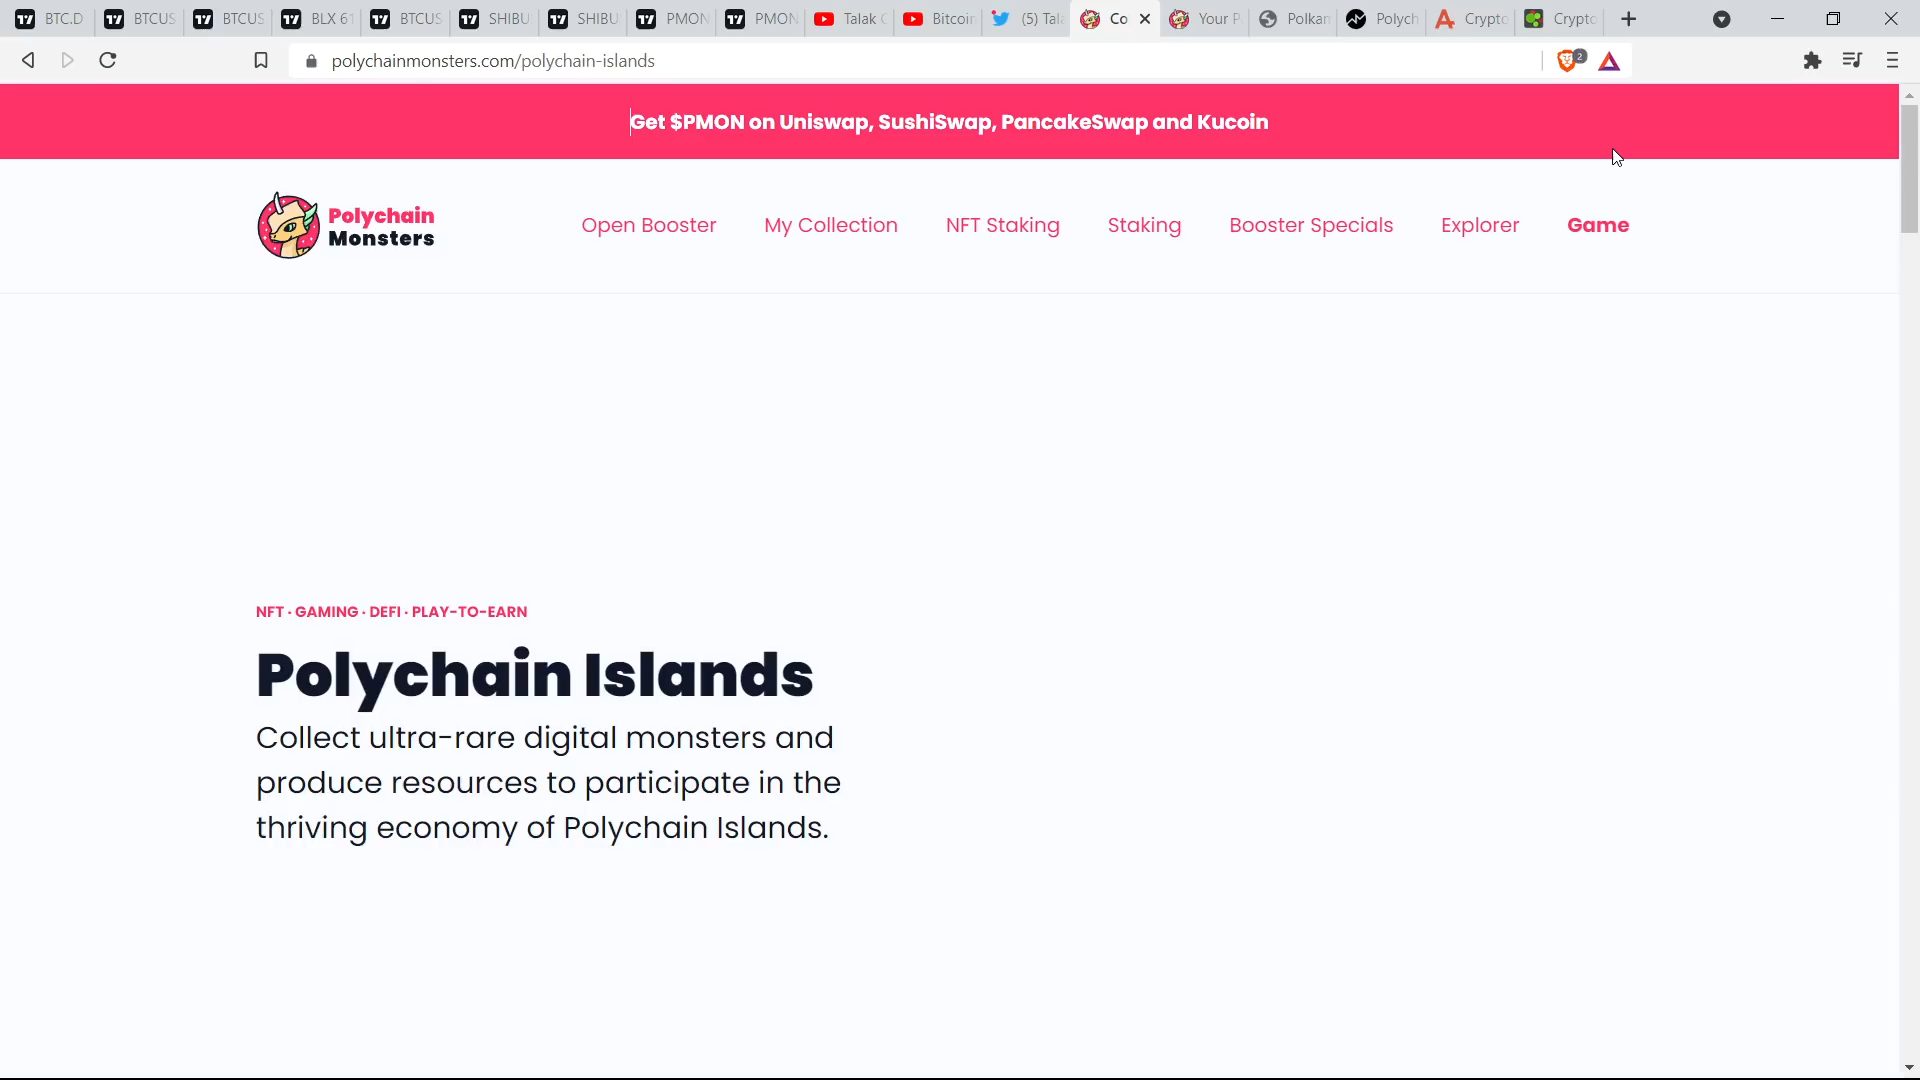 BTC.D
BTCUS
BTCUS
BLX 61
BTCUS
SHIBU
SHIBU
PMON
PMON
Talak C
Bitcoin
(5) Tal
Co
Your P
Polkan
Polych
Crypto
Crypto
polychainmonsters.com/polychain-islands
2
Get $PMON on Uniswap, SushiSwap, PancakeSwap and Kucoin
Polychain
Monsters
Open Booster
My Collection
NFT Staking
Staking
Booster Specials
Explorer
Game
NFT · GAMING · DEFI · PLAY-TO-EARN
Polychain Islands
Collect ultra-rare digital monsters and
produce resources to participate in the
thriving economy of Polychain Islands.